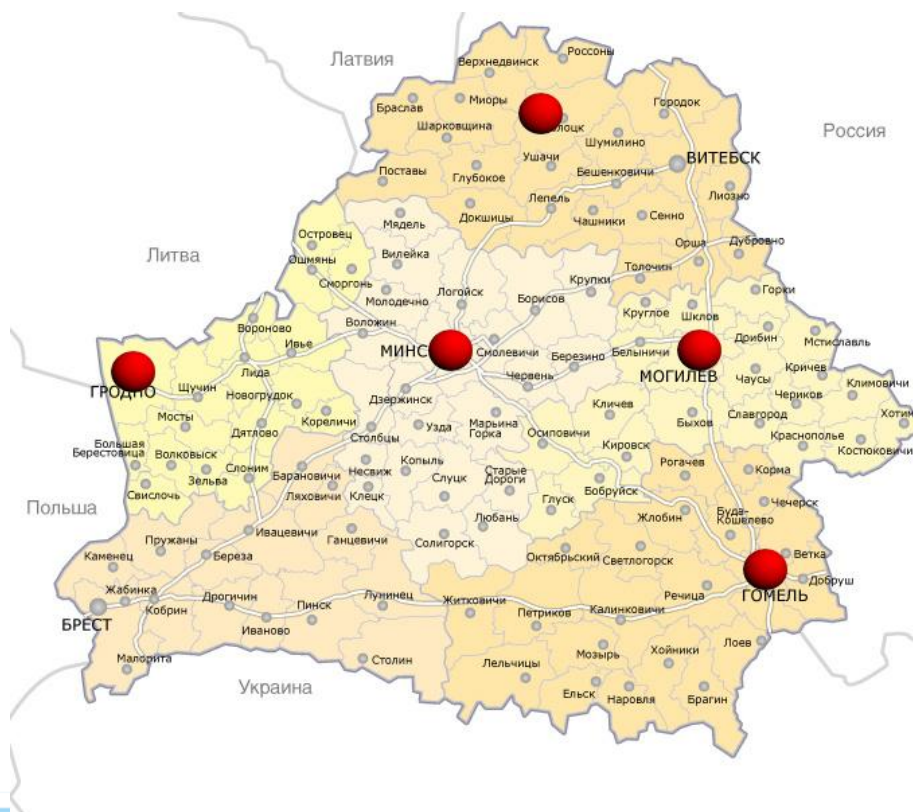 Латвия
Россия
Литва
Польша
Украина
Россоны
Верхнедвинск
Браслав
Миоры
Городок
лоцк
Шарковщина
Шумилино
Ушачи
ВИТЕБСК
Поставы
Глубокое
Бешенковичи
Лиозно
Лепель
Докшицы
Чашники
Сенно
Мядель
Островец
Орша
Дубровно
Ошмяны
Вилейка
Сморгонь
Толочин
Крупки
Горки
Молодечно
Логойск
Борисов
Круглое
Шклов
Вороново
Воложин
Дрибин
Мстиславль
Ивье
МИНС
Смолевичи
Березино
Белыничи
МОГИЛЕВ
Кричев
Лида
Щучин
ГРОДНО
Червень
Чаусы
Климовичи
Новогрудок
Дзержинск
Чериков
Мосты
Кореличи
Кличев
Славгород
Хотим
Дятлово
Столбцы
Узда
Марьина
Горка
Осиповичи
Быхов
Краснополье
Большая
Берестовица
Кировск
Костюковичи
Волковыск
Слоним
Барановичи
Несвиж
Копыль
Рогачев
Корма
Зельва
Свислочь
Ляховичи
Клецк
Слуцк
Старые
Дороги
Глуск
Бобруйск
Чечерск
Любань
Жлобин
Буда-
Кошелево
Ивацевичи
Ганцевичи
Солигорск
Пружаны
Каменец
Береза
Октябрьский
Светлогорск
Ветка
Добруш
Жабинка
Кобрин
Дрогичин
Пинск
Лунинец
Житковичи
Петриков
Калинковичи
Речица
ГОМЕЛЬ
БРЕСТ
Иваново
Малорита
Столин
Лоев
Лельчицы
Мозырь
Хойники
Ельск
Наровля
Брагин